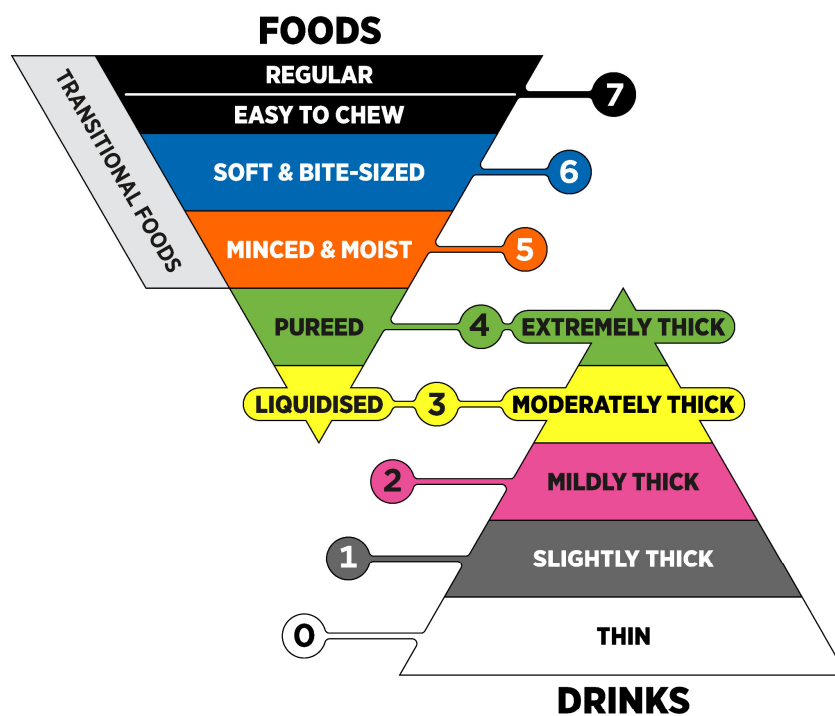 FOODS
REGULAR
7
EASY TO CHEW
TRANSITIONAL FOODS
SOFT & BITE-SIZED
6
MINCED & MOIST
5
PUREED
4
EXTREMELY THICK
LIQUIDISED
3
MODERATELY THICK
2
MILDLY THICK
1
SLIGHTLY THICK
0
THIN
DRINKS